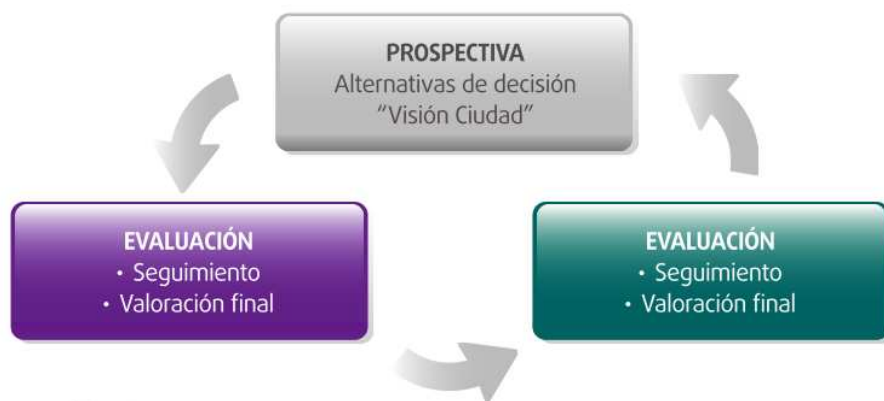 PROSPECTIVA
Alternativas de decisión
“Visión Ciudad”
EVALUACIÓN
• Seguimiento
• Valoración final
EVALUACIÓN
• Seguimiento
• Valoración final